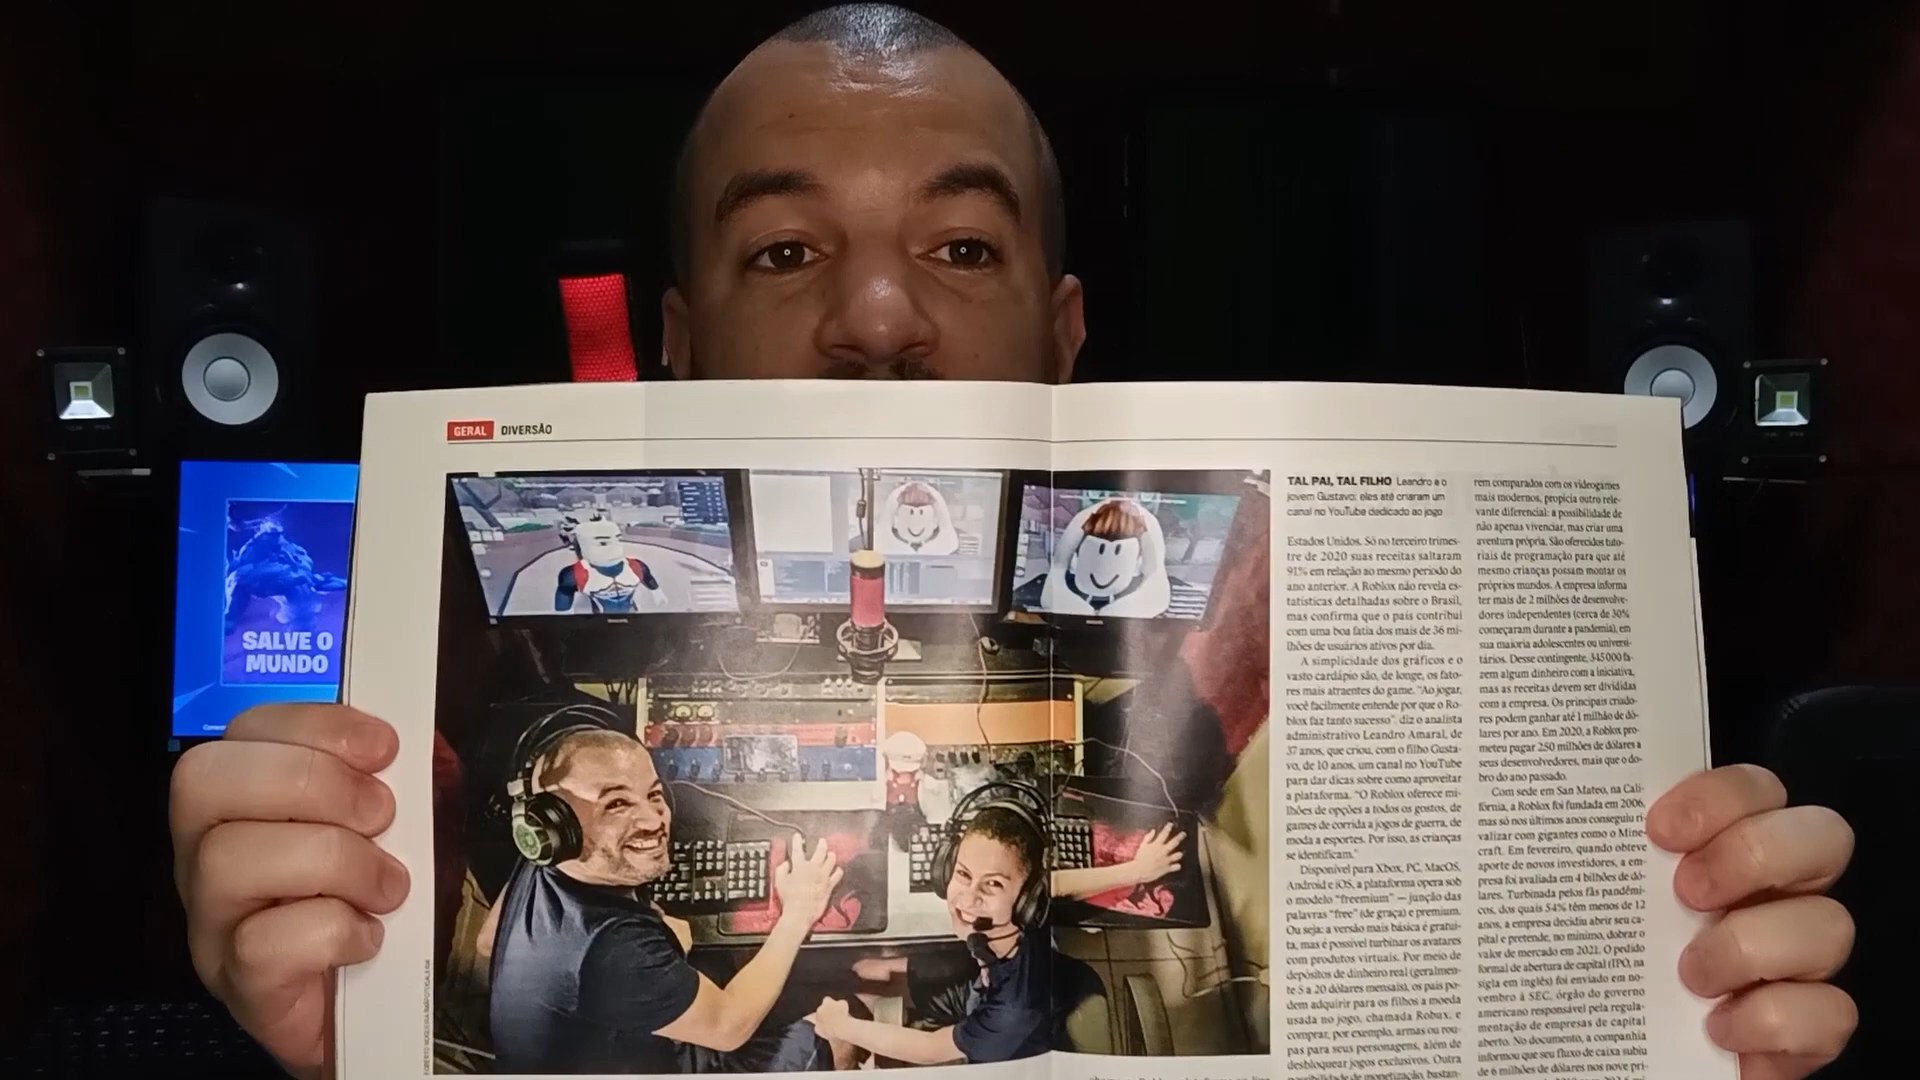 SALVE O
MUNDO
GERAL DIVERSÃO
TAL PAI, TAL FILHO Leandro e o
jovem Gustavo: eles até criaram um
canal no YouTube dedicado ao jogo
Estados Unidos. Só no terceiro trimes-
tre de 2020 suas receitas saltaram
91% em relação ao mesmo período do
ano anterior. A Roblox não revela es-
tatísticas detalhadas sobre o Brasil,
mas confirma que o país contribui
com uma boa fatia dos mais de 36 mi-
lhões de usuários ativos por dia.
A simplicidade dos gráficos e o
vasto cardápio são, de longe, os fato-
res mais atraentes do game. "Ao jogar,
você facilmente entende por que o Ro-
blox faz tanto sucesso", diz o analista
administrativo Leandro Amaral, de
37 anos, que criou, com o filho Gusta-
vo, de 10 anos, um canal no YouTube
para dar dicas sobre como aproveitar
a plataforma. "O Roblox oferece mi-
lhões de opções a todos os gostos, de
games de corrida a jogos de guerra, de
moda a esportes. Por isso, as crianças
se identificam."
Disponível para Xbox, PC, MacOS,
Android e iOS, a plataforma opera sob
o modelo "freemium" — junção das
palavras "free" (de graça) e premium.
Ou seja: a versão mais básica é gratui-
ta, mas é possível turbinar os avatares
com produtos virtuais. Por meio de
depósitos de dinheiro real (geralmen-
te 5 a 20 dólares mensais), os pais po-
dem adquirir para os filhos a moeda
usada no jogo, chamada Robux, e
comprar, por exemplo, armas ou rou-
pas para seus personagens, além de
desbloquear jogos exclusivos. Outra
possibilidade de monetização, bastan-
rem comparados com os videogames
mais modernos, propicia outro rele-
vante diferencial: a possibilidade de
não apenas vivenciar, mas criar uma
aventura própria. São oferecidos tuto-
riais de programação para que até
mesmo crianças possam montar os
próprios mundos. A empresa informa
ter mais de 2 milhões de desenvolve-
dores independentes (cerca de 30%
começaram durante a pandemia), em
sua maioria adolescentes ou universi-
tários. Desse contingente, 345 000 fa-
zem algum dinheiro com a iniciativa,
mas as receitas devem ser divididas
com a empresa. Os principais criado-
res podem ganhar até 1 milhão de dó-
lares por ano. Em 2020, a Roblox pro-
meteu pagar 250 milhões de dólares a
seus desenvolvedores, mais que o do-
bro do ano passado.
Com sede em San Mateo, na Cali-
fórnia, a Roblox foi fundada em 2006,
mas só nos últimos anos conseguiu ri-
valizar com gigantes como o Mine-
craft. Em fevereiro, quando obteve
aporte de novos investidores, a em-
presa foi avaliada em 4 bilhões de dó-
lares. Turbinada pelos fãs pandêmi-
cos, dos quais 54% têm menos de 12
anos, a empresa decidiu abrir seu ca-
pital e pretende, no mínimo, dobrar o
valor de mercado em 2021. O pedido
formal de abertura de capital (IPO, na
sigla em inglês) foi enviado em no-
vembro à SEC, órgão do governo
americano responsável pela regula-
mentação de empresas de capital
aberto. No documento, a companhia
informou que seu fluxo de caixa subiu
de 6 milhões de dólares nos nove pri-